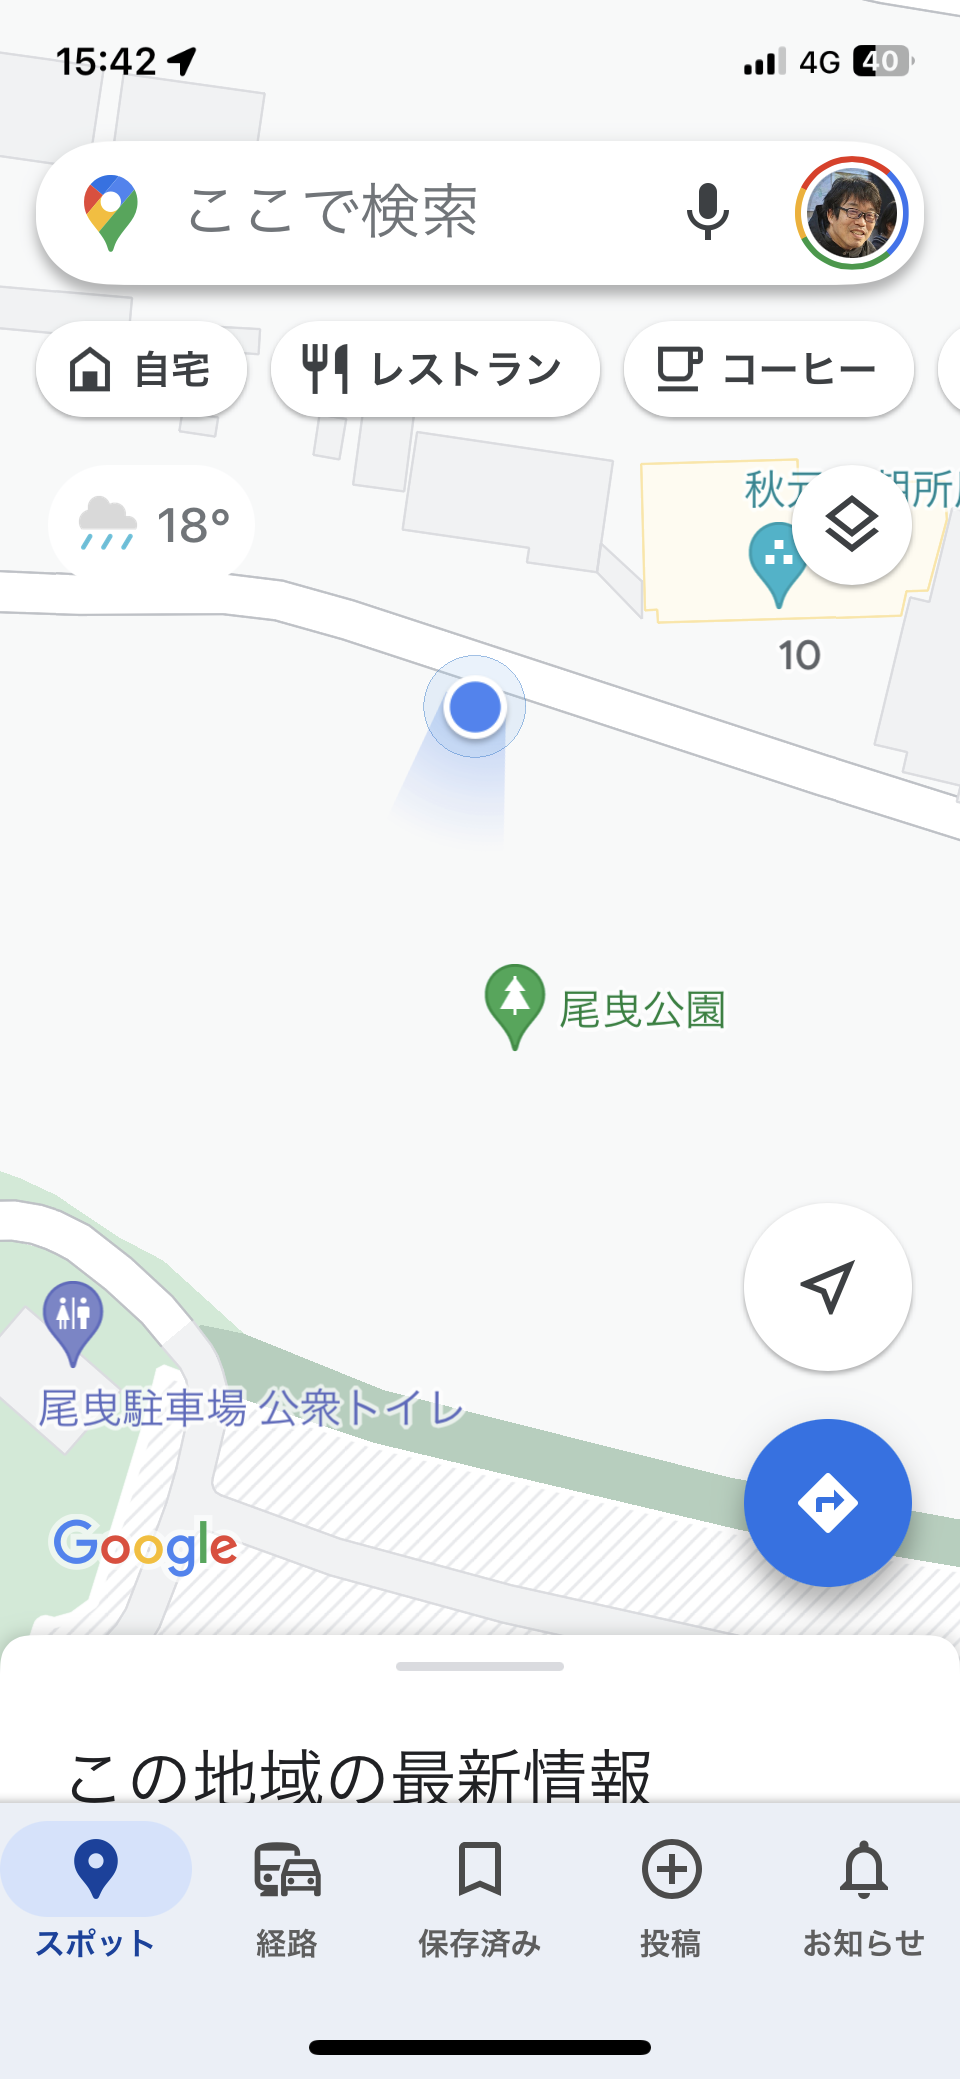 15:42
4G
40
ここで検索
自宅
レストラン
コーヒー
18°
10
尾曳公園
尾曳駐車場 公衆トイレ
Google
この地域の最新情報
スポット
経路
保存済み
投稿
お知らせ